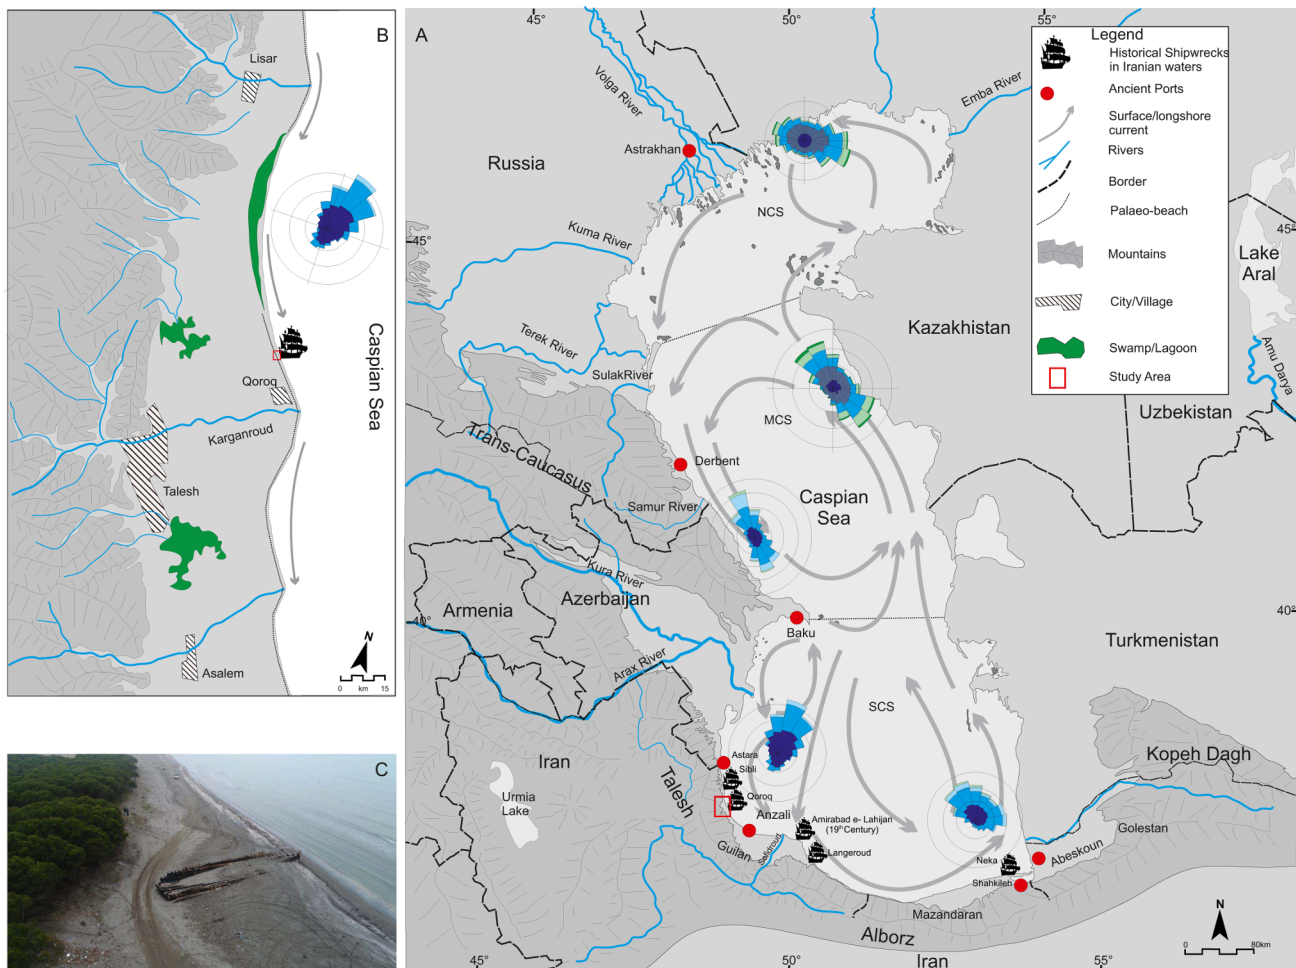 B
Lisar
Caspian Sea
Qoroq
Karganroud
Talesh
Asalem
N
0 km 15
C
A
45°
50°
55°
Legend
Historical Shipwrecks
in Iranian waters
Ancient Ports
Surface/longshore
current
Rivers
Border
Palaeo-beach
Mountains
City/Village
Swamp/Lagoon
Study Area
Volga River
Emba River
Astrakhan
Russia
NCS
Kuma River
45°
45°
Lake
Aral
Kazakhstan
Terek River
SulakRiver
Amu Darya
Uzbekistan
MCS
Trans-Caucasus
Derbent
Caspian
Sea
Samur River
Kura River
Azerbaijan
Armenia
40°
40°
Baku
Turkmenistan
Arax River
SCS
Iran
Astara
Sibli
Talesh
Qoroq
Kopeh Dagh
Urmia
Lake
Anzali
Amirabad e- Lahijan
(19th Century)
Golestan
Guilan
Sefidroud
Langeroud
Neka
Abeskoun
Shahkileh
Mazandaran
Alborz
Iran
N
0 80km
45°
50°
55°